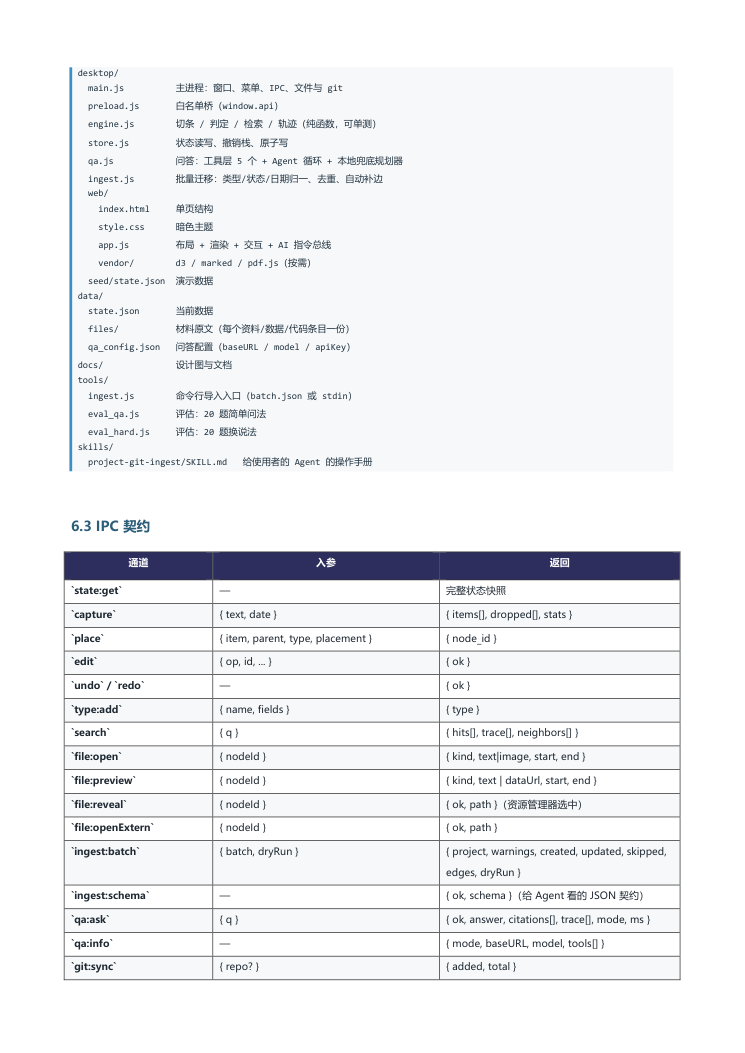 desktop/
main.js 主进程：窗口、菜单、IPC、文件与 git
preload.js 白名单桥（window.api）
engine.js 切条 / 判定 / 检索 / 轨迹（纯函数，可单测）
store.js 状态读写、撤销栈、原子写
qa.js 问答：工具层 5 个 + Agent 循环 + 本地兜底规划器
ingest.js 批量迁移：类型/状态/日期归一、去重、自动补边
web/
index.html 单页结构
style.css 暗色主题
app.js 布局 + 渲染 + 交互 + AI 指令总线
vendor/ d3 / marked / pdf.js（按需）
seed/state.json 演示数据
data/
state.json 当前数据
files/ 材料原文（每个资料/数据/代码条目一份）
qa_config.json 问答配置（baseURL / model / apiKey）
docs/ 设计图与文档
tools/
ingest.js 命令行导入入口（batch.json 或 stdin）
eval_qa.js 评估：20 题简单问法
eval_hard.js 评估：20 题换说法
skills/
project-git-ingest/SKILL.md 给使用者的 Agent 的操作手册
6.3 IPC 契约
通道 入参 返回
`state:get` — 完整状态快照
`capture` { text, date } { items[], dropped[], stats }
`place` { item, parent, type, placement } { node_id }
`edit` { op, id, ... } { ok }
`undo` / `redo` — { ok }
`type:add` { name, fields } { type }
`search` { q } { hits[], trace[], neighbors[] }
`file:open` { nodeId } { kind, text|image, start, end }
`file:preview` { nodeId } { kind, text | dataUrl, start, end }
`file:reveal` { nodeId } { ok, path }（资源管理器选中）
`file:openExtern` { nodeId } { ok, path }
`ingest:batch` { batch, dryRun } { project, warnings, created, updated, skipped,
edges, dryRun }
`ingest:schema` — { ok, schema }（给 Agent 看的 JSON 契约）
`qa:ask` { q } { ok, answer, citations[], trace[], mode, ms }
`qa:info` — { mode, baseURL, model, tools[] }
`git:sync` { repo? } { added, total }